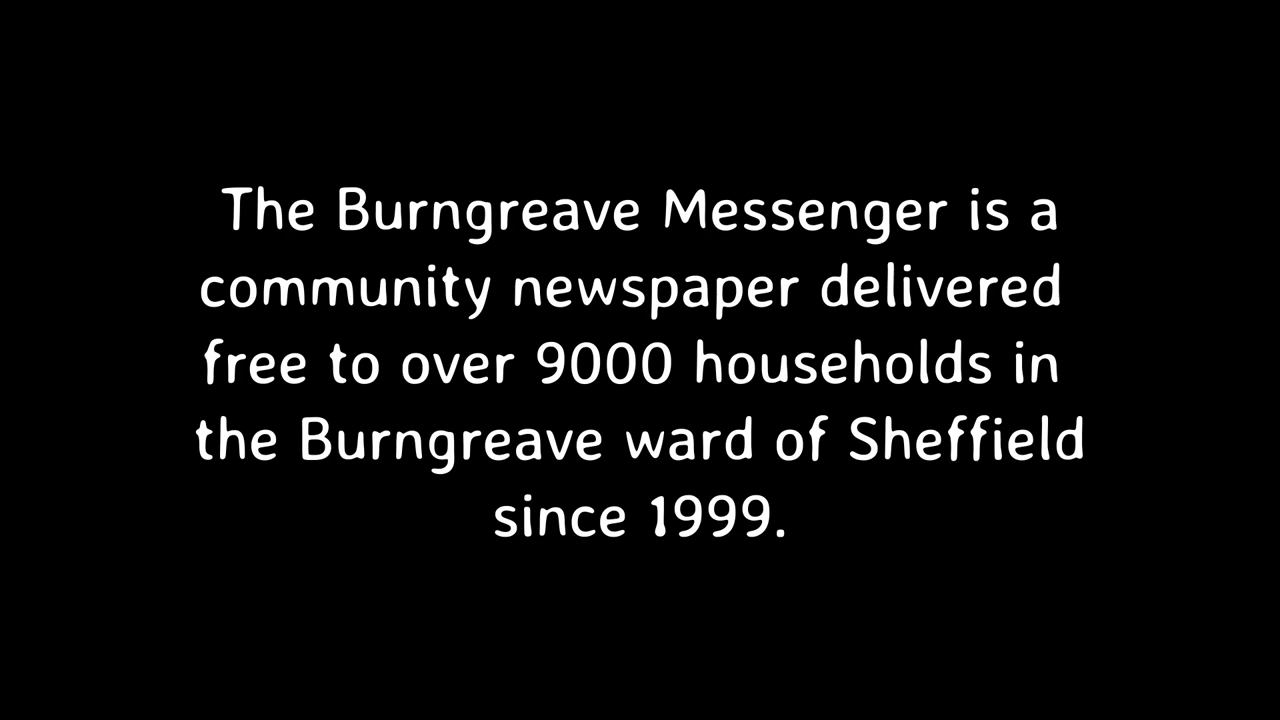 The Burngreave Messenger is a
community newspaper delivered
free to over 9000 households in
the Burngreave ward of Sheffield
since 1999.